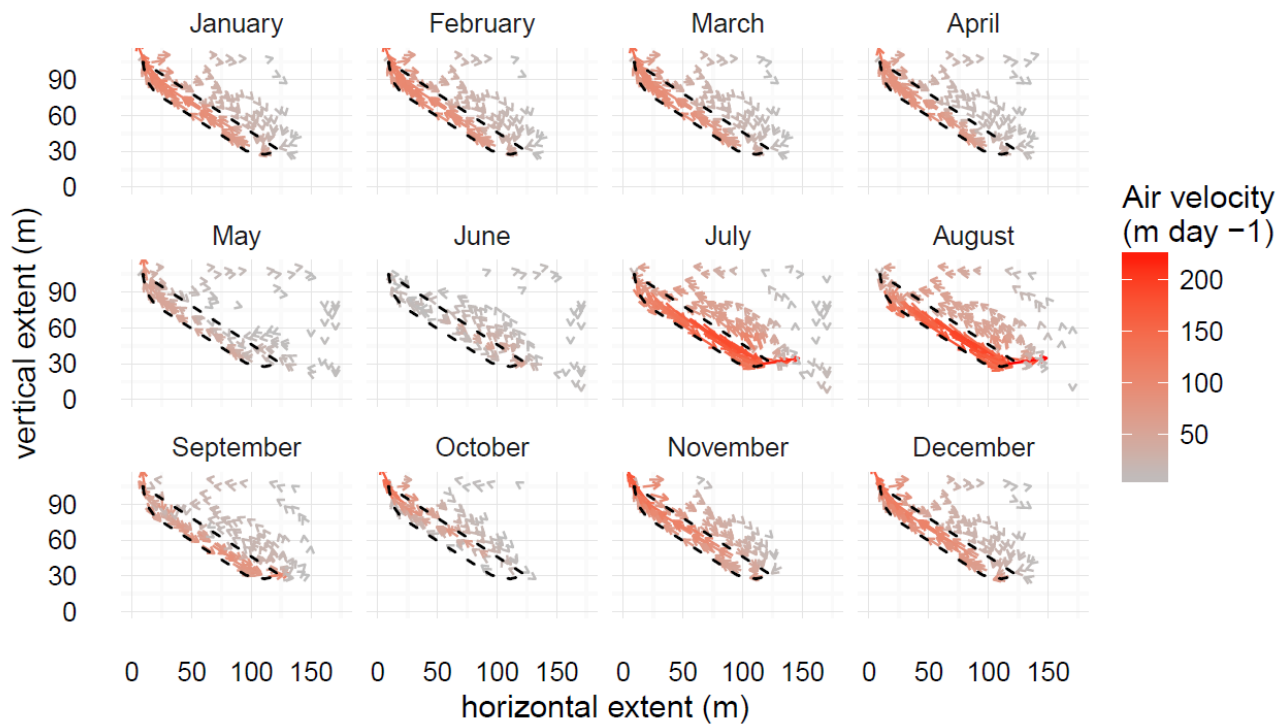 January February March April
90
60
30
0
May June July August
90
60
30
0
September October November December
90
60
30
0
0 50 100 150 0 50 100 150 0 50 100 150 0 50 100 150
horizontal extent (m)
vertical extent (m)
Air velocity
(m day −1)
200
150
100
50